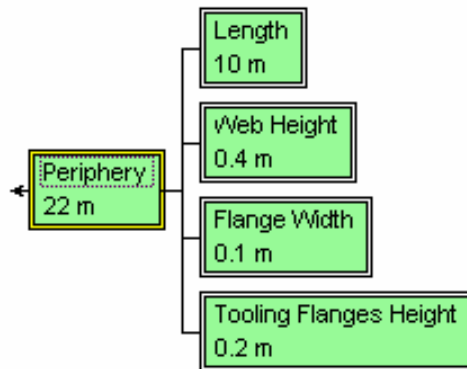 Length
10 m
Web Height
0.4 m
Periphery
22 m
Flange Width
0.1 m
Tooling Flanges Height
0.2 m